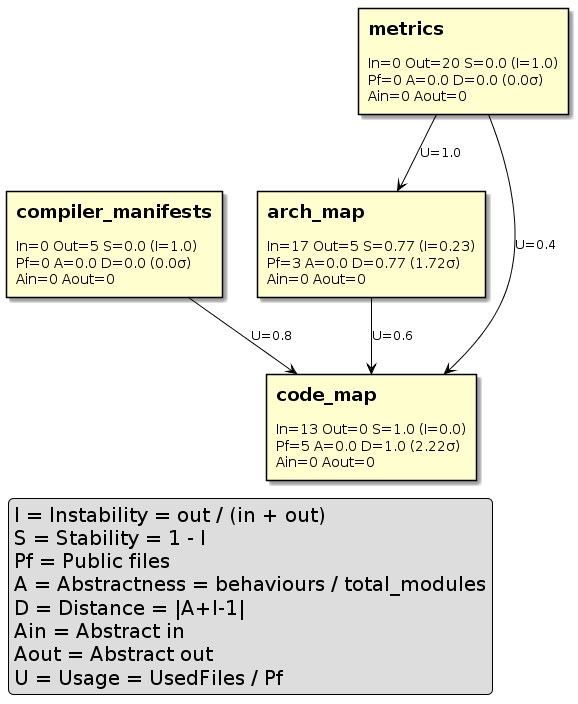 metrics
In=0 Out=20 S=0.0 (I=1.0)
Pf=0 A=0.0 D=0.0 (0.0σ)
Ain=0 Aout=0
U=1.0
compiler_manifests
In=0 Out=5 S=0.0 (I=1.0)
Pf=0 A=0.0 D=0.0 (0.0σ)
Ain=0 Aout=0
arch_map
In=17 Out=5 S=0.77 (I=0.23)
Pf=3 A=0.0 D=0.77 (1.72σ)
Ain=0 Aout=0
U=0.4
U=0.8
U=0.6
code_map
In=13 Out=0 S=1.0 (I=0.0)
Pf=5 A=0.0 D=1.0 (2.22σ)
Ain=0 Aout=0
I = Instability = out / (in + out)
S = Stability = 1 - I
Pf = Public files
A = Abstractness = behaviours / total_modules
D = Distance = |A+I-1|
Ain = Abstract in
Aout = Abstract out
U = Usage = UsedFiles / Pf